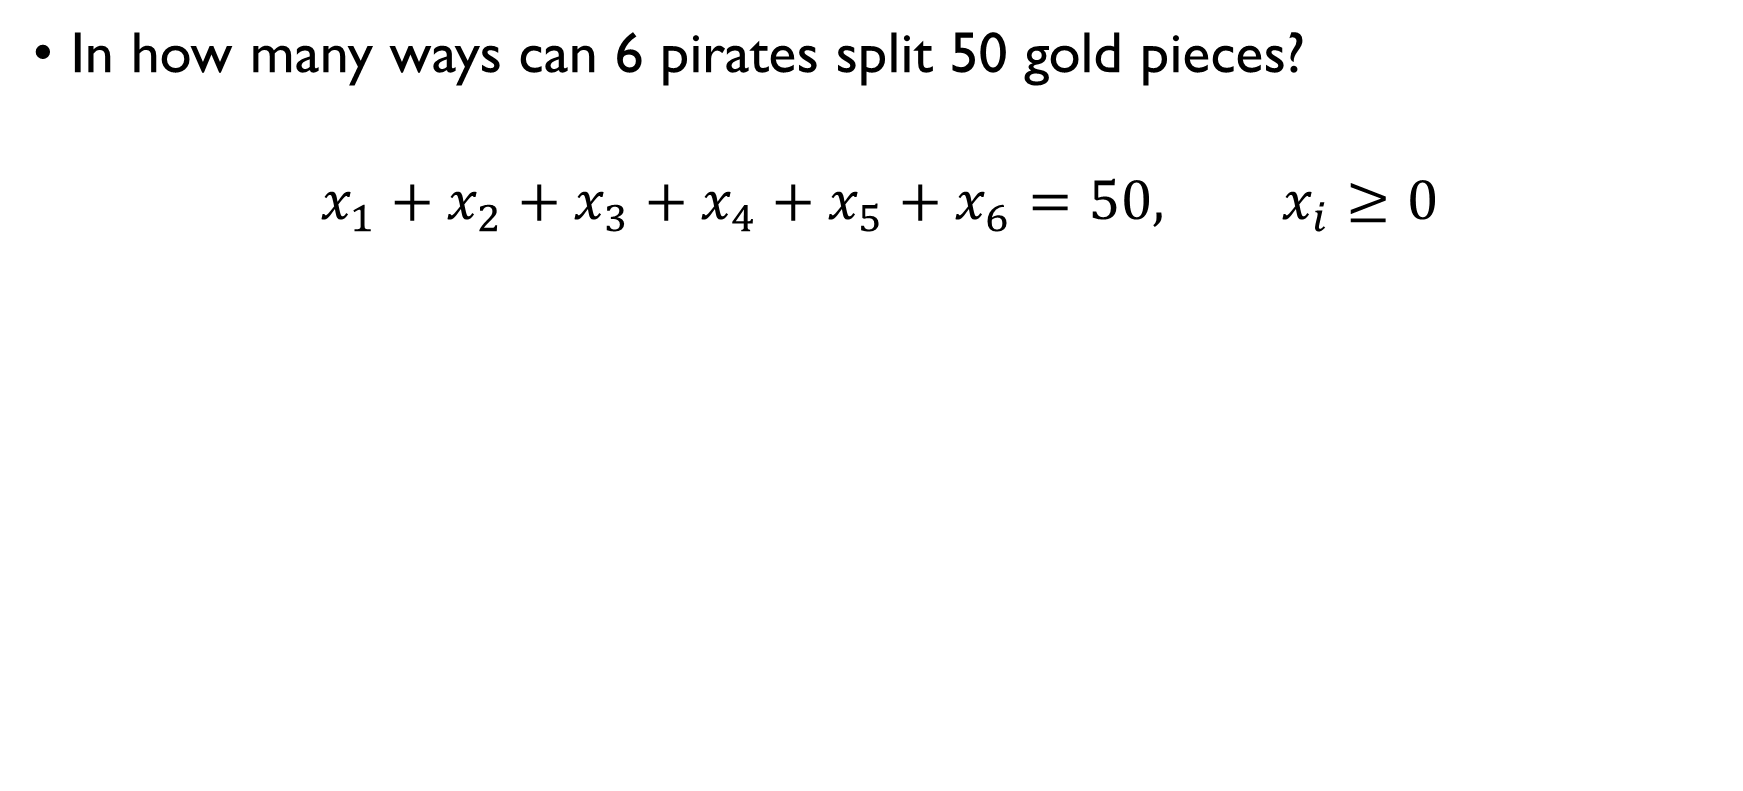 • In how many ways can 6 pirates split 50 gold pieces?
𝑥₁ + 𝑥₂ + 𝑥₃ + 𝑥₄ + 𝑥₅ + 𝑥₆ = 50, 𝑥ᵢ ≥ 0